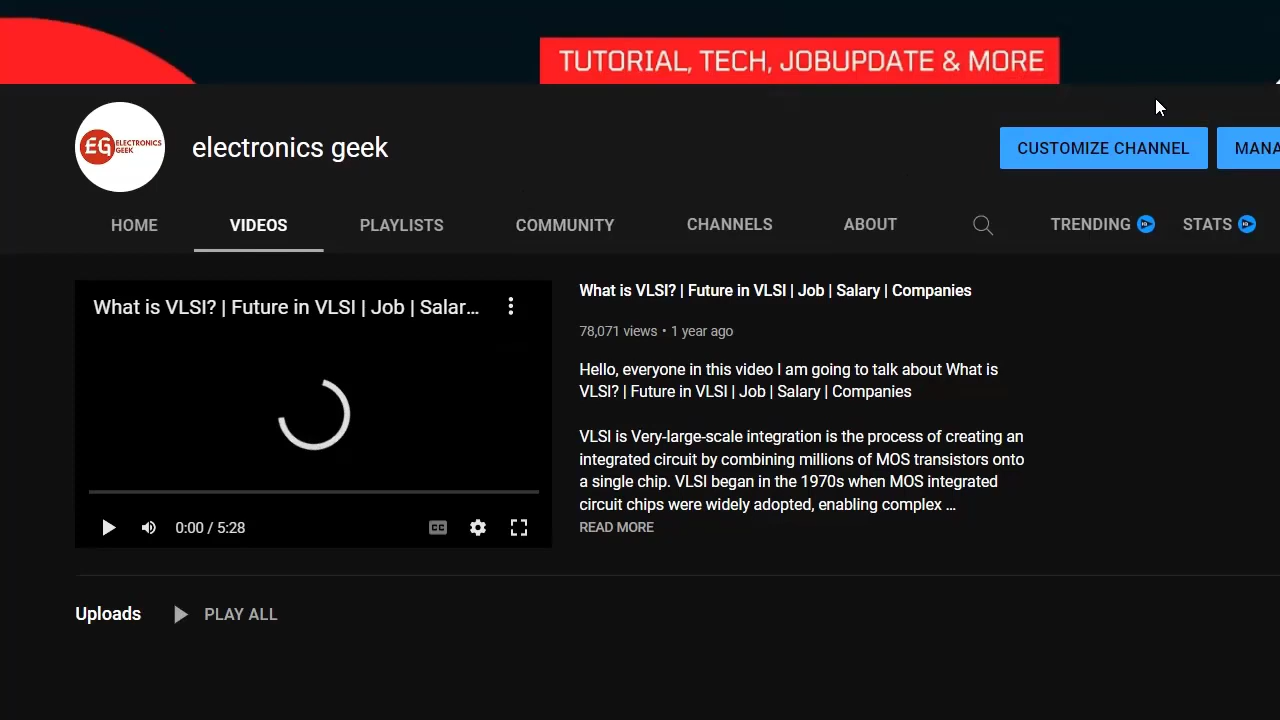 TUTORIAL, TECH, JOBUPDATE & MORE
EG ELECTRONICS
GEEK
electronics geek
CUSTOMIZE CHANNEL
MANA
HOME
VIDEOS
PLAYLISTS
COMMUNITY
CHANNELS
ABOUT
TRENDING
STATS
What is VLSI? | Future in VLSI | Job | Salar...
0:00 / 5:28
CC
What is VLSI? | Future in VLSI | Job | Salary | Companies
78,071 views • 1 year ago
Hello, everyone in this video I am going to talk about What is
VLSI? | Future in VLSI | Job | Salary | Companies
VLSI is Very-large-scale integration is the process of creating an
integrated circuit by combining millions of MOS transistors onto
a single chip. VLSI began in the 1970s when MOS integrated
circuit chips were widely adopted, enabling complex ...
READ MORE
Uploads
PLAY ALL